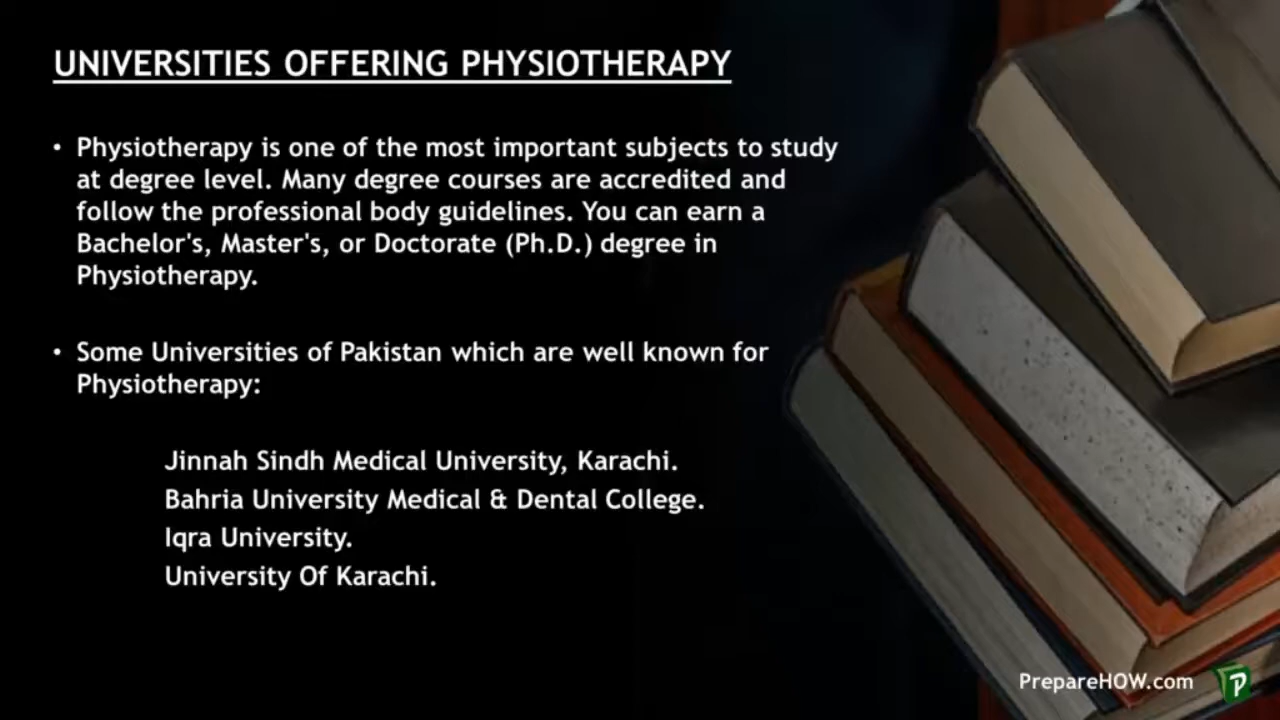 UNIVERSITIES OFFERING PHYSIOTHERAPY
• Physiotherapy is one of the most important subjects to study
at degree level. Many degree courses are accredited and
follow the professional body guidelines. You can earn a
Bachelor's, Master's, or Doctorate (Ph.D.) degree in
Physiotherapy.
• Some Universities of Pakistan which are well known for
Physiotherapy:
Jinnah Sindh Medical University, Karachi.
Bahria University Medical & Dental College.
Iqra University.
University Of Karachi.
PrepareHOW.com